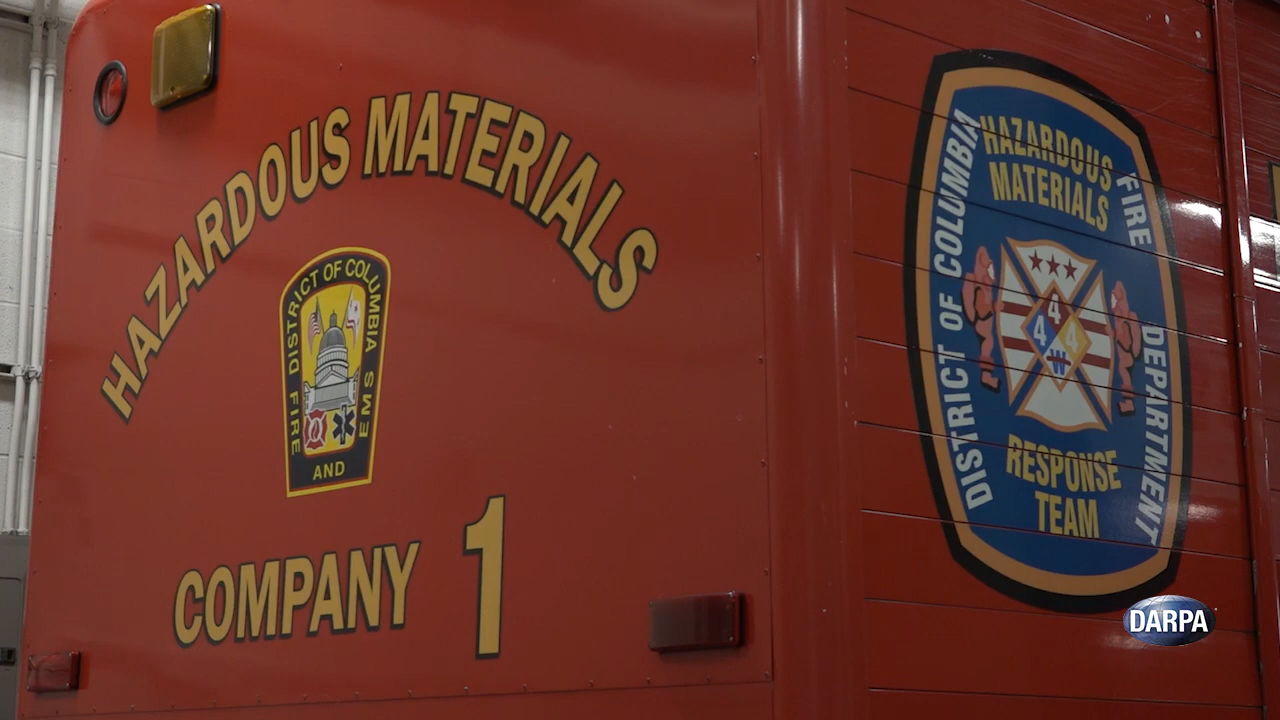 HAZARDOUS MATERIALS
DISTRICT OF COLUMBIA
FIRE
AND
EMS
COMPANY 1
HAZARDOUS
MATERIALS
DISTRICT OF COLUMBIA
FIRE DEPARTMENT
4
4 4
W
RESPONSE
TEAM
DARPA